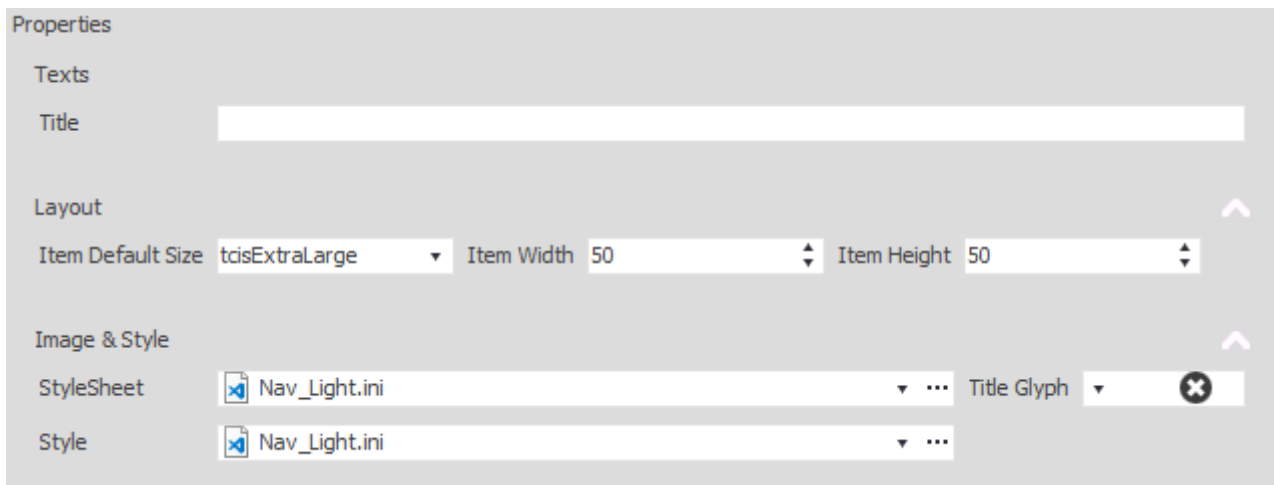 Properties
Texts
Title
Layout
Item Default Size tcisExtraLarge Item Width 50 Item Height 50
Image & Style
StyleSheet Nav_Light.ini ... Title Glyph
Style Nav_Light.ini ...